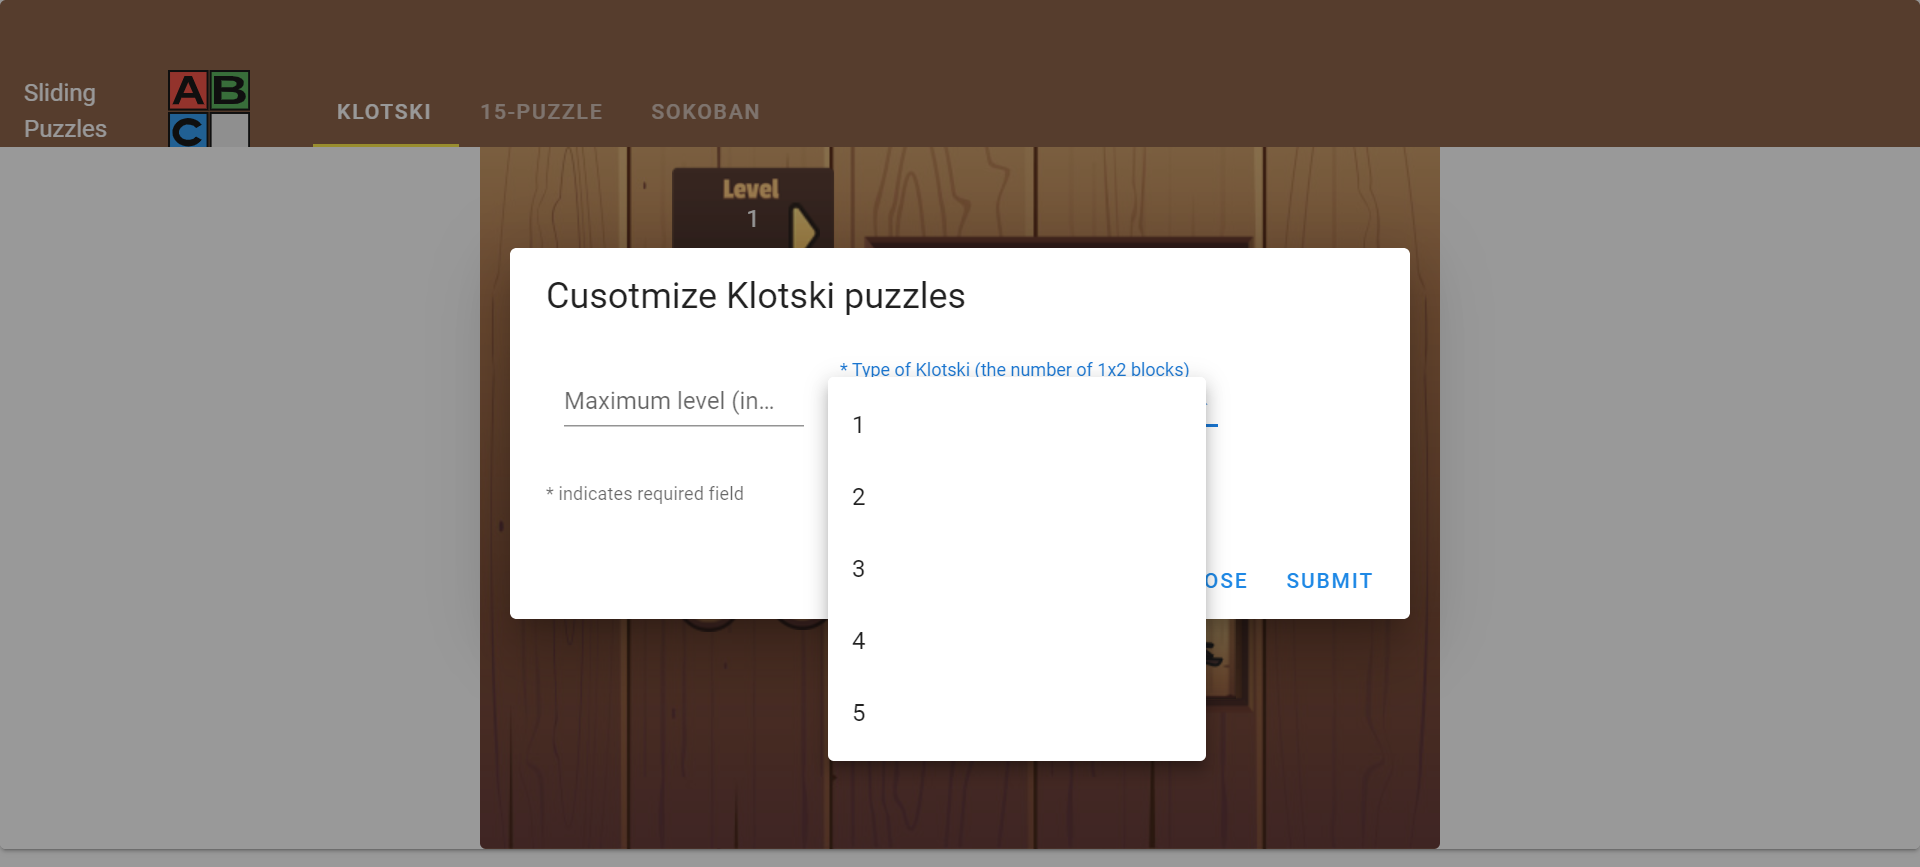 Sliding
Puzzles
A B
C
KLOTSKI 15-PUZZLE SOKOBAN
Level
1
Cusotmize Klotski puzzles
* Type of Klotski (the number of 1x2 blocks)
Maximum level (in...
1
2
3
4
5
* indicates required field
OSE SUBMIT